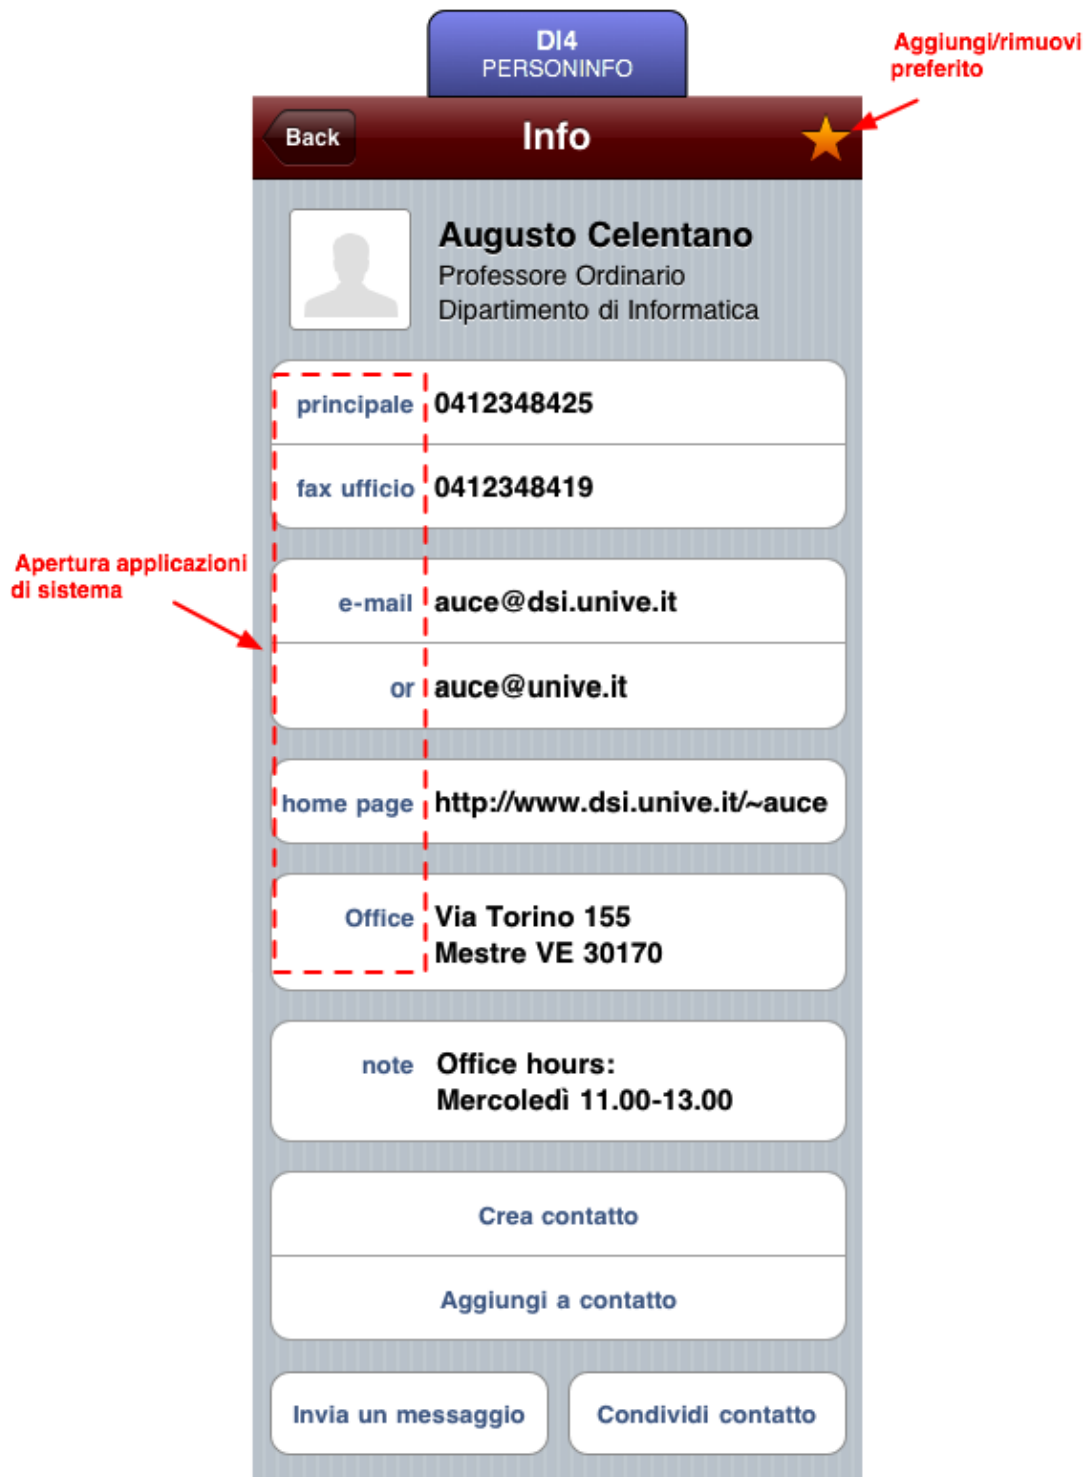 DI4
PERSONINFO
Aggiungi/rimuovi
preferito
Back
Info
Augusto Celentano
Professore Ordinario
Dipartimento di Informatica
principale 0412348425
fax ufficio 0412348419
Apertura applicazioni
di sistema
e-mail auce@dsi.unive.it
or auce@unive.it
home page http://www.dsi.unive.it/~auce
Office Via Torino 155
Mestre VE 30170
note Office hours:
Mercoledì 11.00-13.00
Crea contatto
Aggiungi a contatto
Invia un messaggio
Condividi contatto